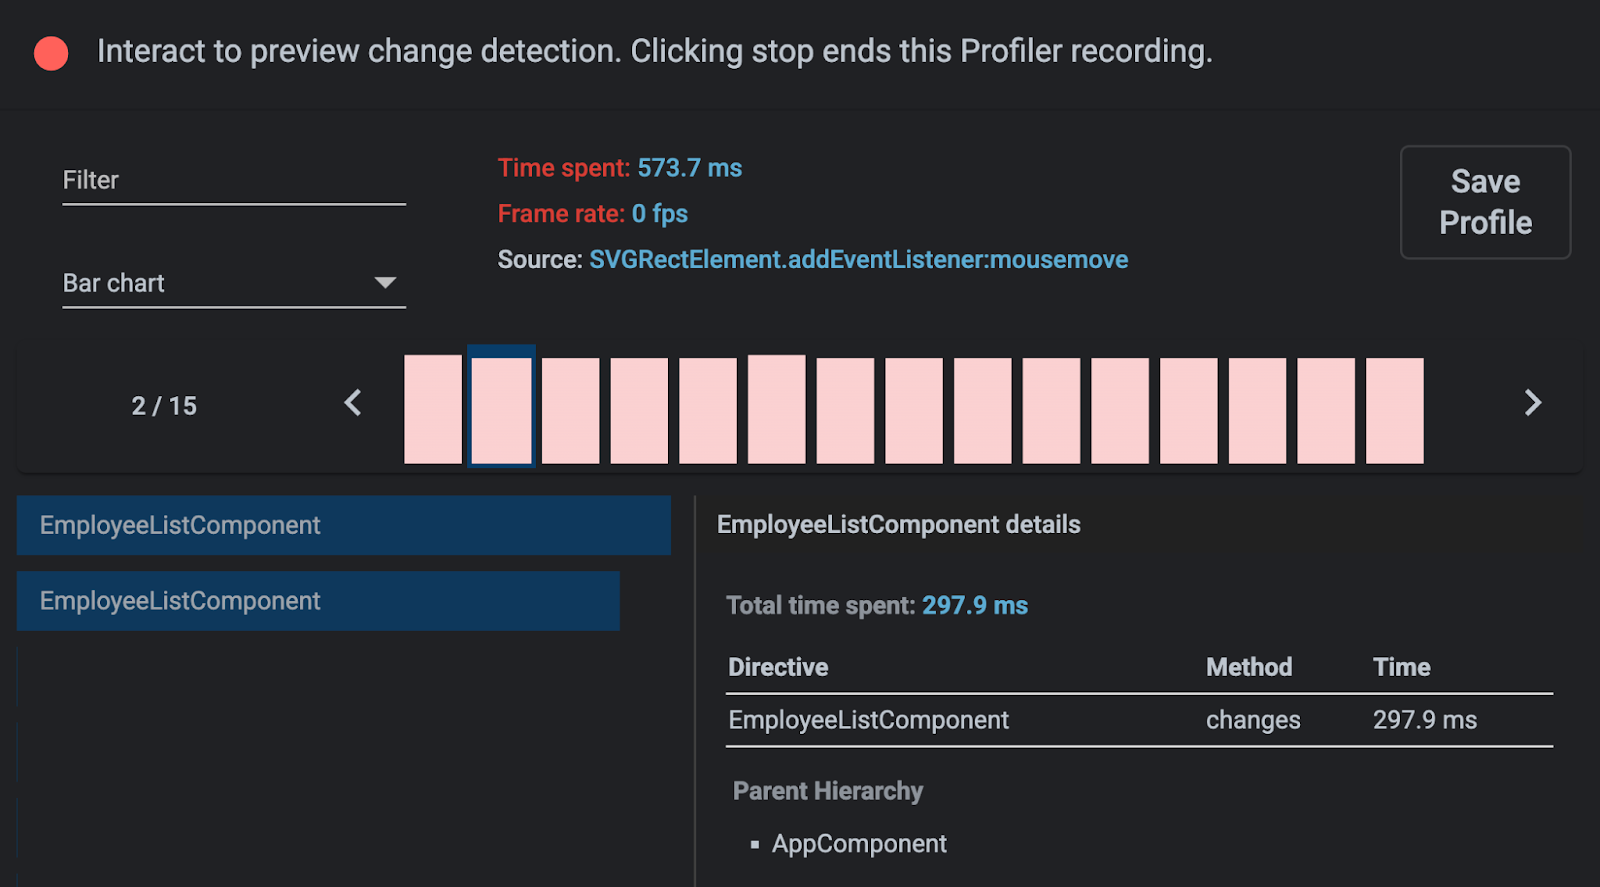 Interact to preview change detection. Clicking stop ends this Profiler recording.
Filter
Bar chart
Time spent: 573.7 ms
Frame rate: 0 fps
Source: SVGRectElement.addEventListener:mousemove
Save
Profile
2 / 15
EmployeeListComponent
EmployeeListComponent
EmployeeListComponent details
Total time spent: 297.9 ms
Directive Method Time
EmployeeListComponent changes 297.9 ms
Parent Hierarchy
▪ AppComponent